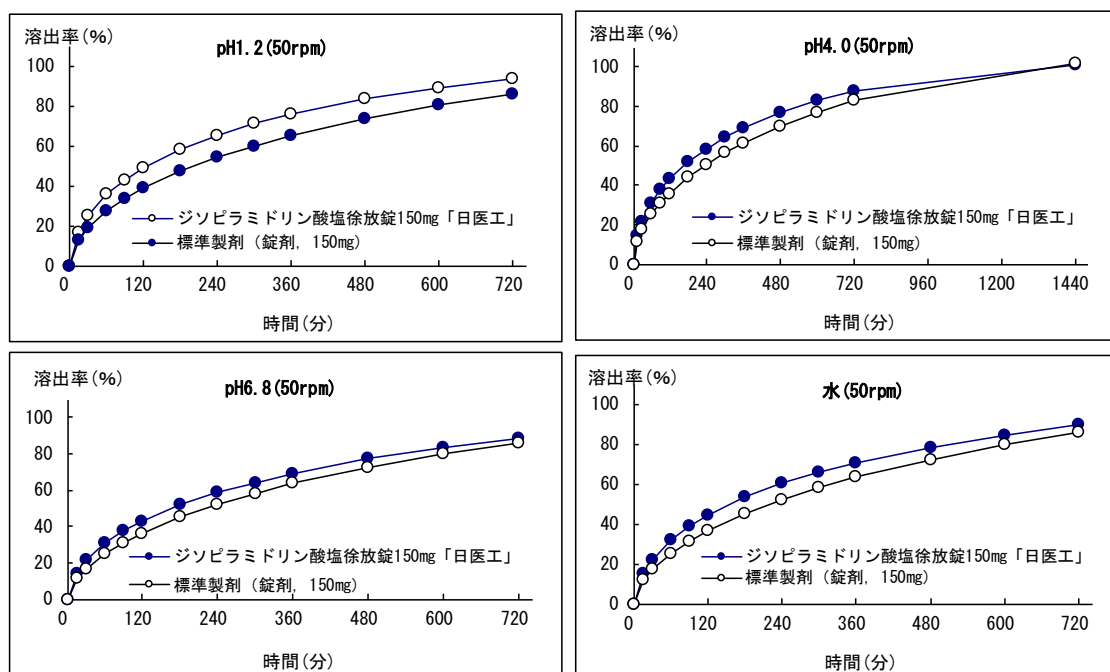 溶出率(%)
pH1.2(50rpm)
100
80
60
40
20
0
ジソピラミドリン酸塩徐放錠150mg「日医工」
標準製剤(錠剤, 150mg)
0 120 240 360 480 600 720
時間(分)
溶出率(%)
pH4.0(50rpm)
100
80
60
40
20
0
ジソピラミドリン酸塩徐放錠150mg「日医工」
標準製剤(錠剤, 150mg)
0 240 480 720 960 1200 1440
時間(分)
溶出率(%)
pH6.8(50rpm)
100
80
60
40
20
0
ジソピラミドリン酸塩徐放錠150mg「日医工」
標準製剤(錠剤, 150mg)
0 120 240 360 480 600 720
時間(分)
溶出率(%)
水(50rpm)
100
80
60
40
20
0
ジソピラミドリン酸塩徐放錠150mg「日医工」
標準製剤(錠剤, 150mg)
0 120 240 360 480 600 720
時間(分)